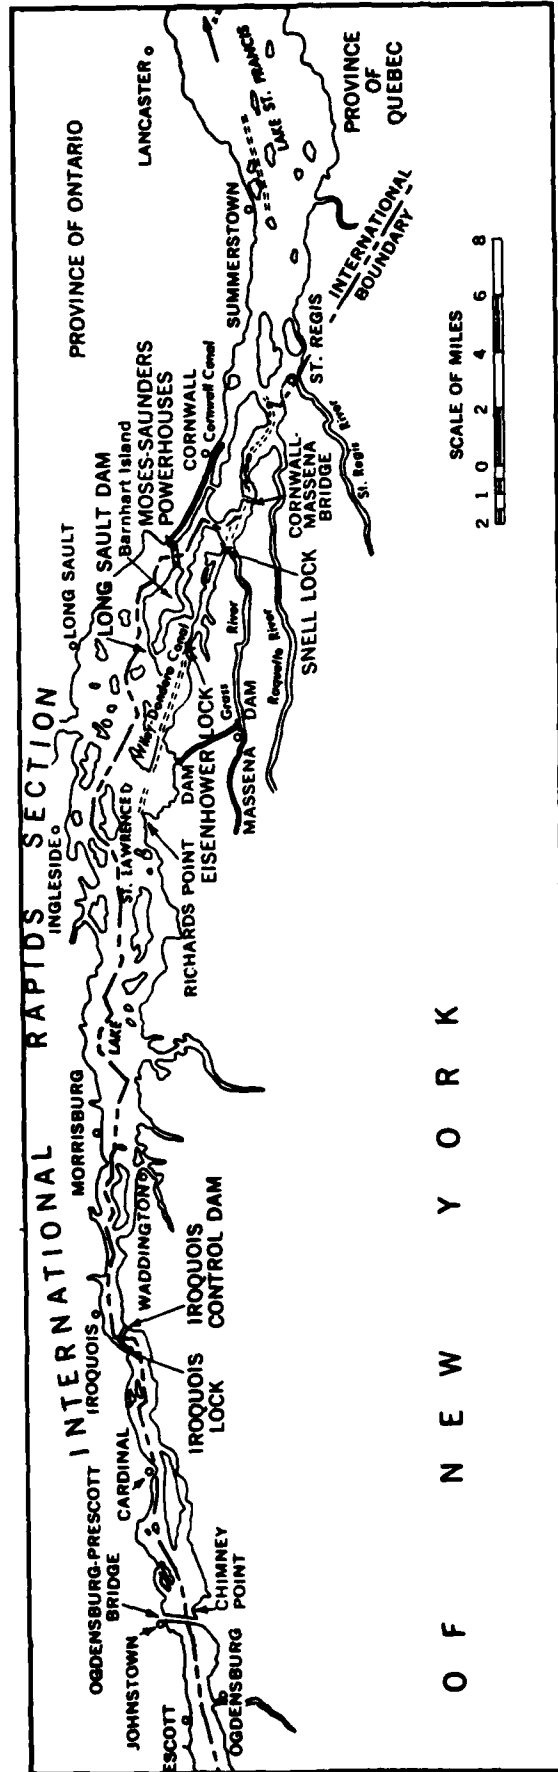 INTERNATIONAL RAPIDS SECTION
PROVINCE OF ONTARIO
PROVINCE
OF
QUEBEC
ESCOTT
JOHNSTOWN
OGDENSBURG-PRESCOTT
BRIDGE
OGDENSBURG
CHIMNEY
POINT
CARDINAL
IROQUOIS
IROQUOIS
LOCK
IROQUOIS
CONTROL DAM
WADDINGTON
MORRISBURG
LAKE ST. LAWRENCE
INGLESIDE
RICHARDS POINT
DAM
LONG SAULT
LONG SAULT DAM
Barnhart Island
MOSES-SAUNDERS
POWERHOUSES
Wiley-Dondero Canal
EISENHOWER LOCK
Grass River
MASSENA DAM
Raquette River
SNELL LOCK
CORNWALL
Cornwall Canal
CORNWALL-
MASSENA
BRIDGE
ST. REGIS
St. Regis River
SUMMERSTOWN
LANCASTER
LAKE ST. FRANCIS
INTERNATIONAL
BOUNDARY
SCALE OF MILES
2 1 0 2 4 6 8
OF NEW YORK